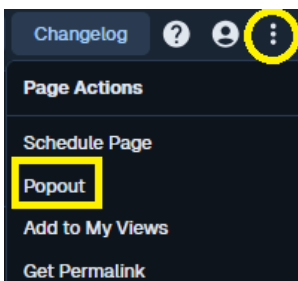 Changelog
Page Actions
Schedule Page
Popout
Add to My Views
Get Permalink